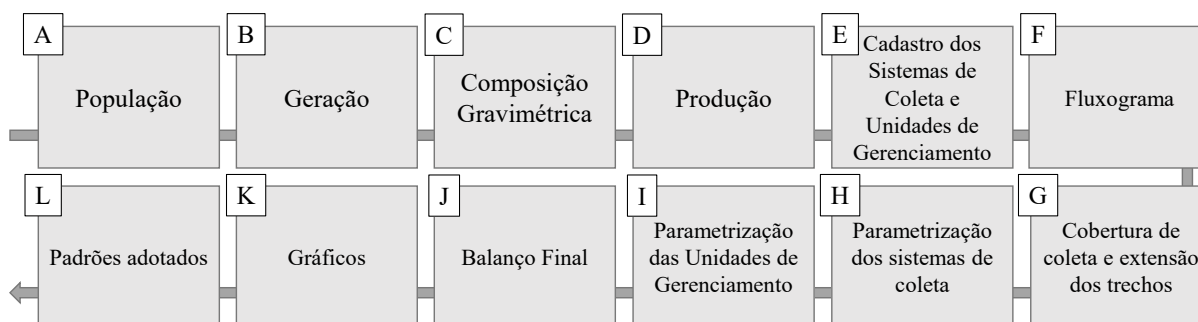 A
População
B
Geração
C
Composição
Gravimétrica
D
Produção
E
Cadastro dos
Sistemas de
Coleta e
Unidades de
Gerenciamento
F
Fluxograma
L
Padrões adotados
K
Gráficos
J
Balanço Final
I
Parametrização
das Unidades de
Gerenciamento
H
Parametrização
dos sistemas de
coleta
G
Cobertura de
coleta e extensão
dos trechos